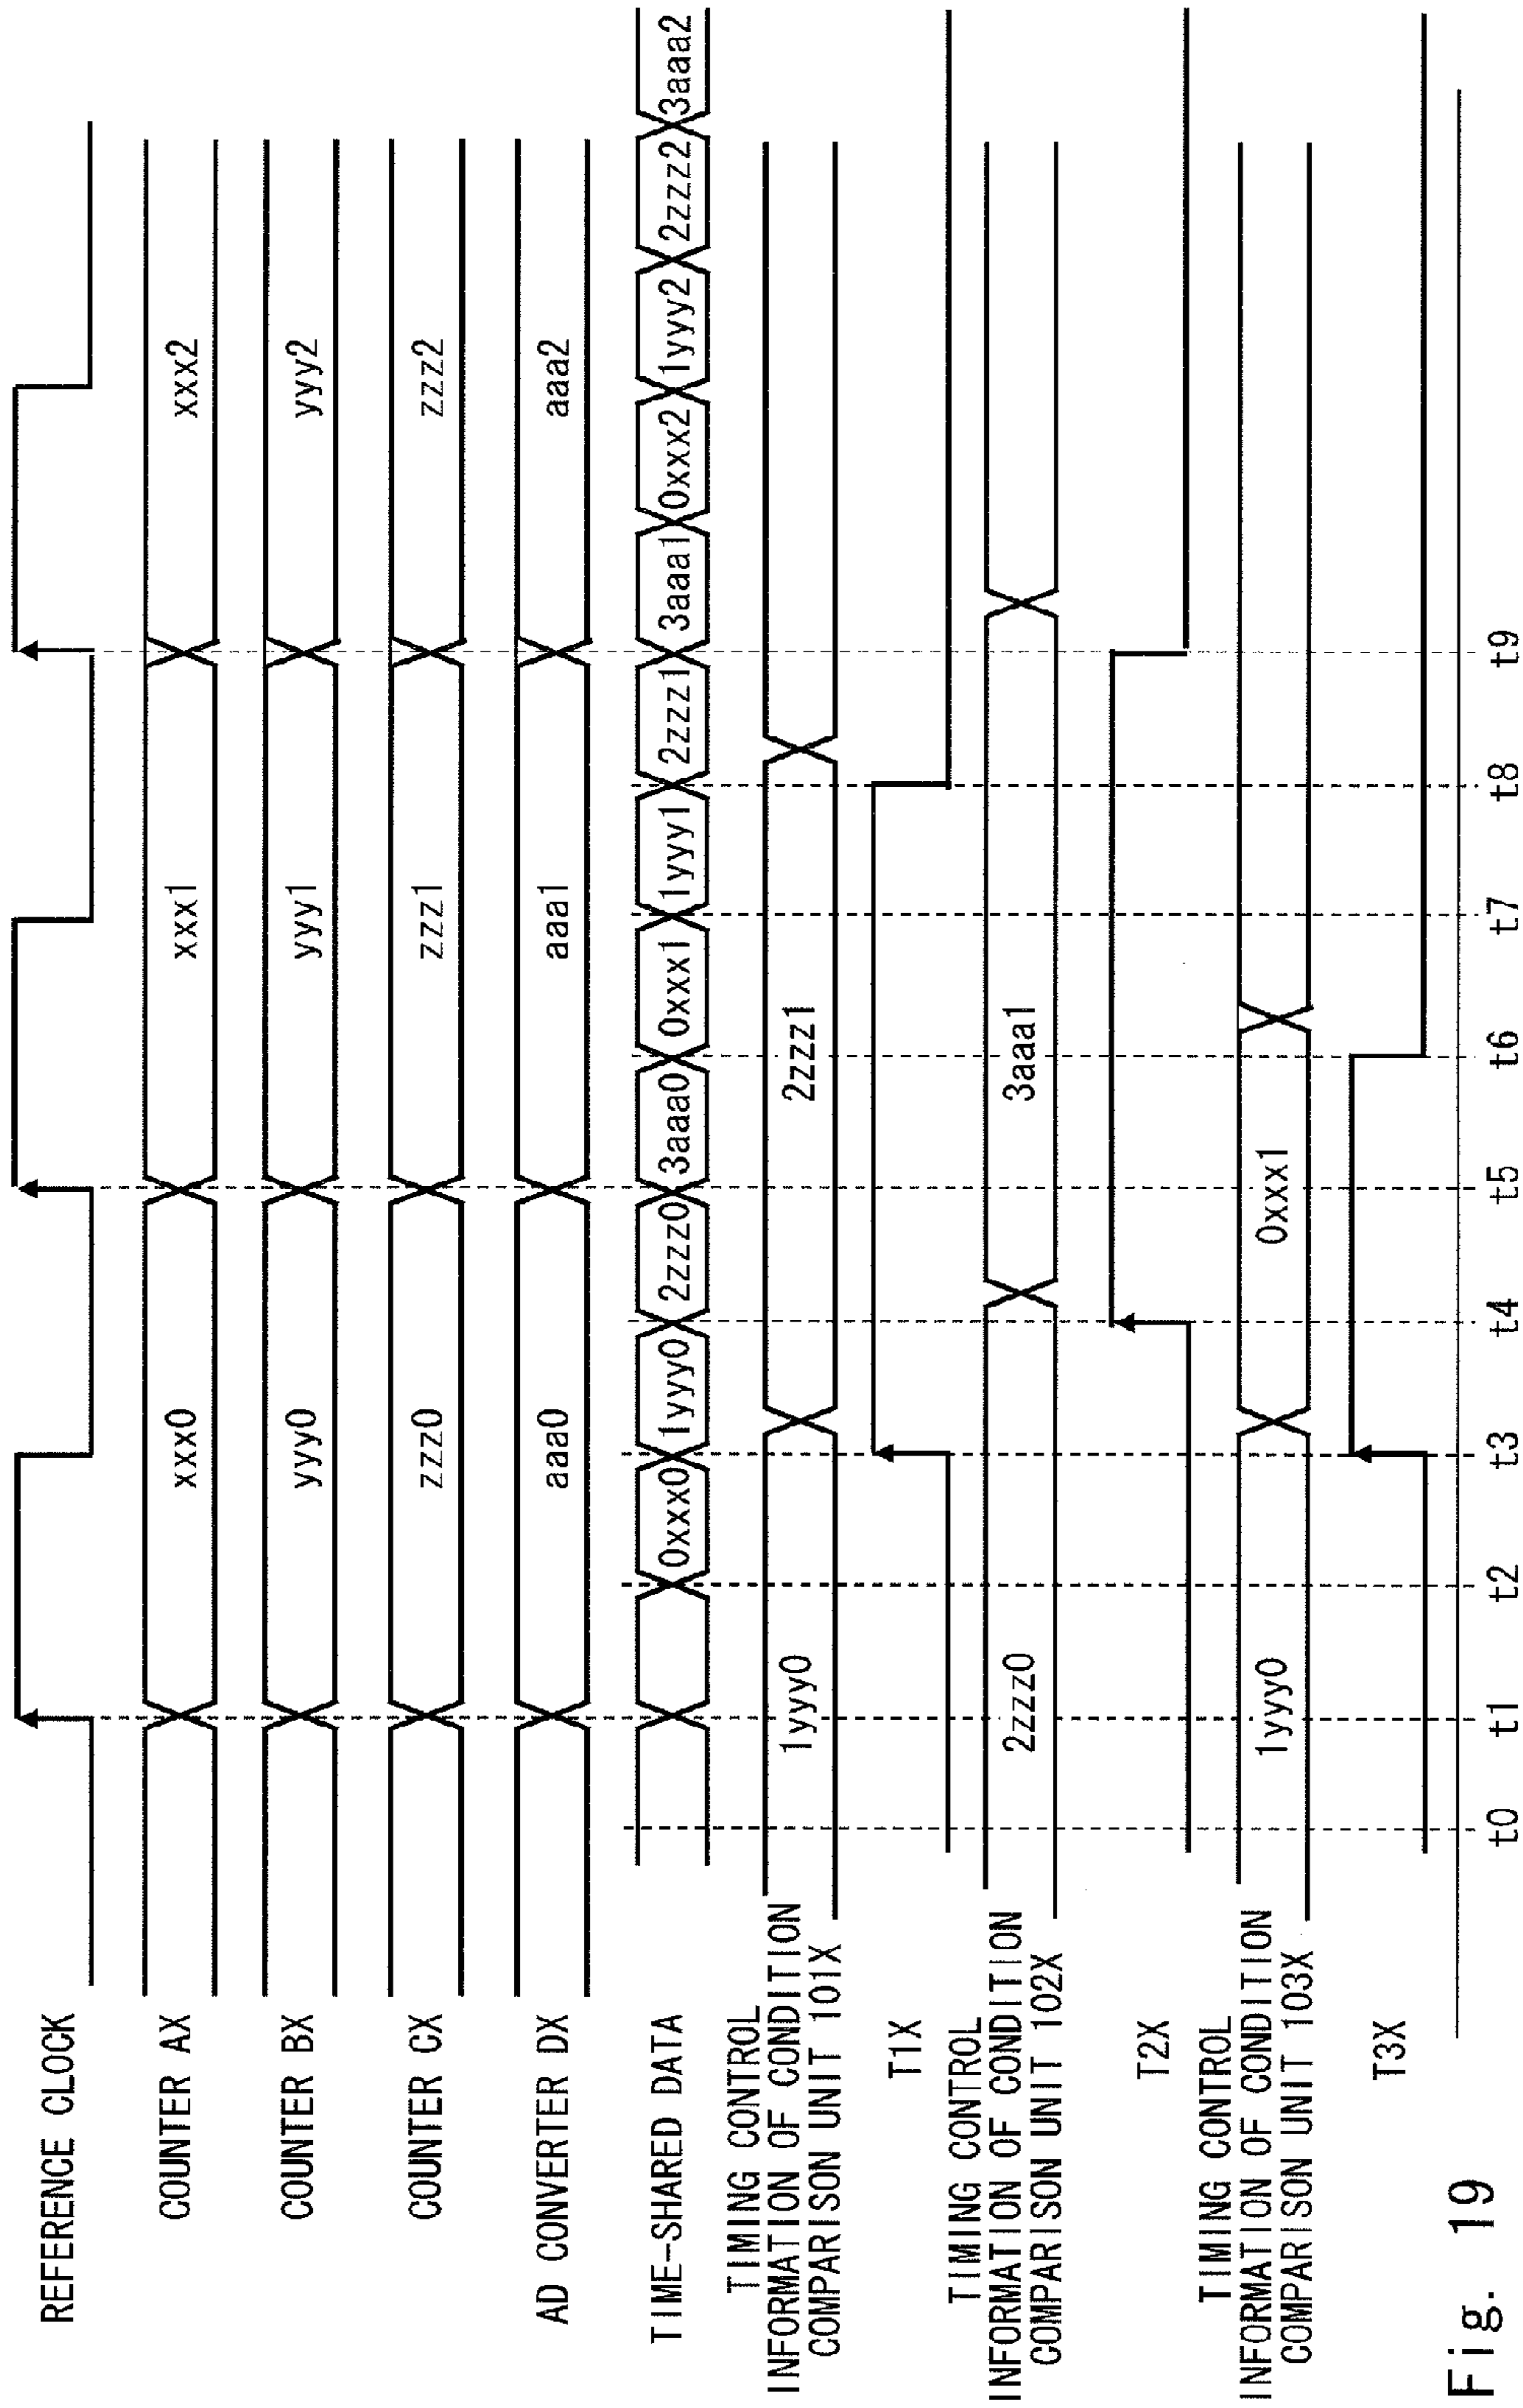 REFERENCE CLOCK
COUNTER AX
xxx0
xxx1
xxx2
COUNTER BX
yyy0
yyy1
yyy2
COUNTER CX
zzz0
zzz1
zzz2
AD CONVERTER DX
aaa0
aaa1
aaa2
TIME-SHARED DATA
0xxx0
1yyy0
2zzz0
3aaa0
0xxx1
1yyy1
2zzz1
3aaa1
0xxx2
1yyy2
2zzz2
3aaa2
TIMING CONTROL
INFORMATION OF CONDITION
COMPARISON UNIT 101X
1yyy0
2zzz1
T1X
TIMING CONTROL
INFORMATION OF CONDITION
COMPARISON UNIT 102X
2zzz0
3aaa1
T2X
TIMING CONTROL
INFORMATION OF CONDITION
COMPARISON UNIT 103X
1yyy0
0xxx1
T3X
t0
t1
t2
t3
t4
t5
t6
t7
t8
t9
Fig. 19